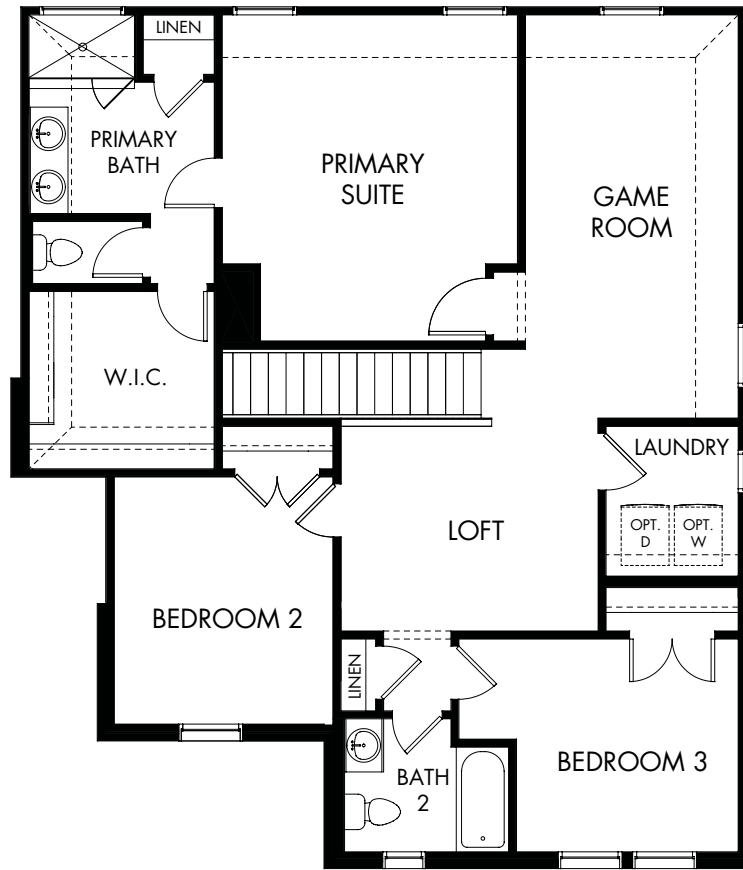 LINEN
PRIMARY
BATH
PRIMARY
SUITE
GAME
ROOM
W.I.C.
LAUNDRY
OPT.
D
OPT.
W
LOFT
BEDROOM 2
LINEN
BATH
2
BEDROOM 3